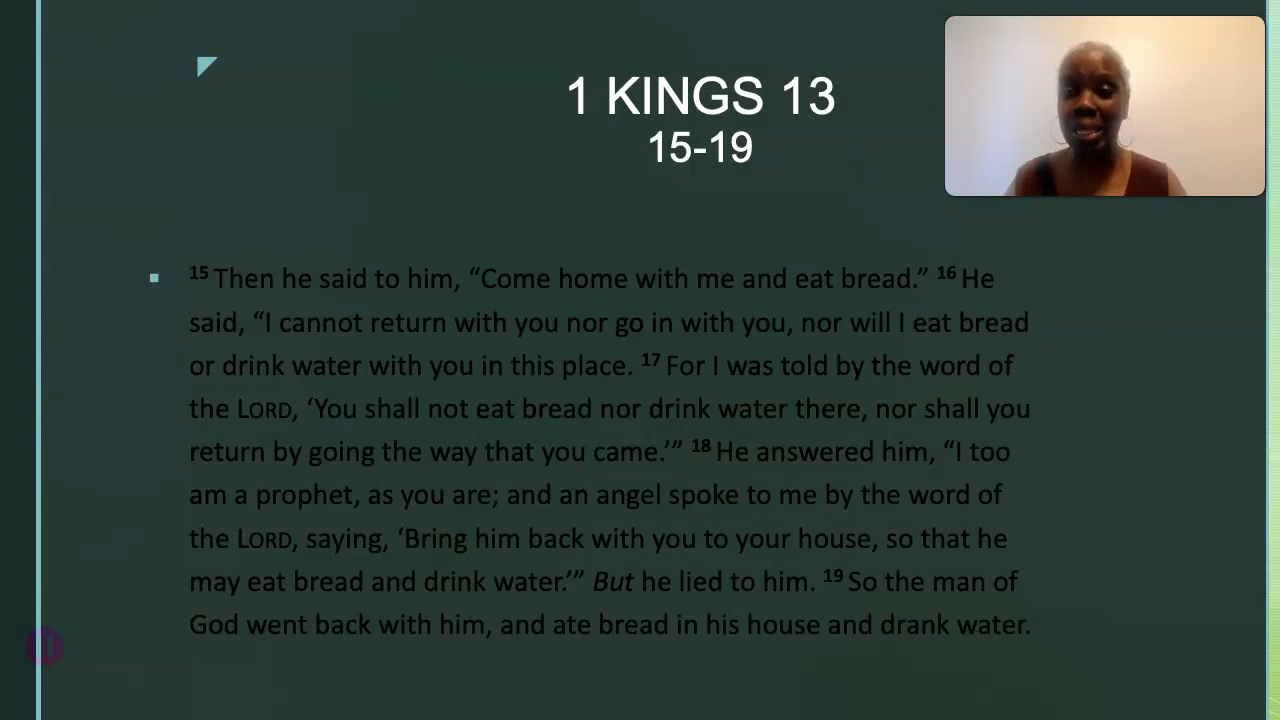 1 KINGS 13
15-19
15 Then he said to him, “Come home with me and eat bread.” 16 He
said, “I cannot return with you nor go in with you, nor will I eat bread
or drink water with you in this place. 17 For I was told by the word of
the LORD, ‘You shall not eat bread nor drink water there, nor shall you
return by going the way that you came.’” 18 He answered him, “I too
am a prophet, as you are; and an angel spoke to me by the word of
the LORD, saying, ‘Bring him back with you to your house, so that he
may eat bread and drink water.’” But he lied to him. 19 So the man of
God went back with him, and ate bread in his house and drank water.